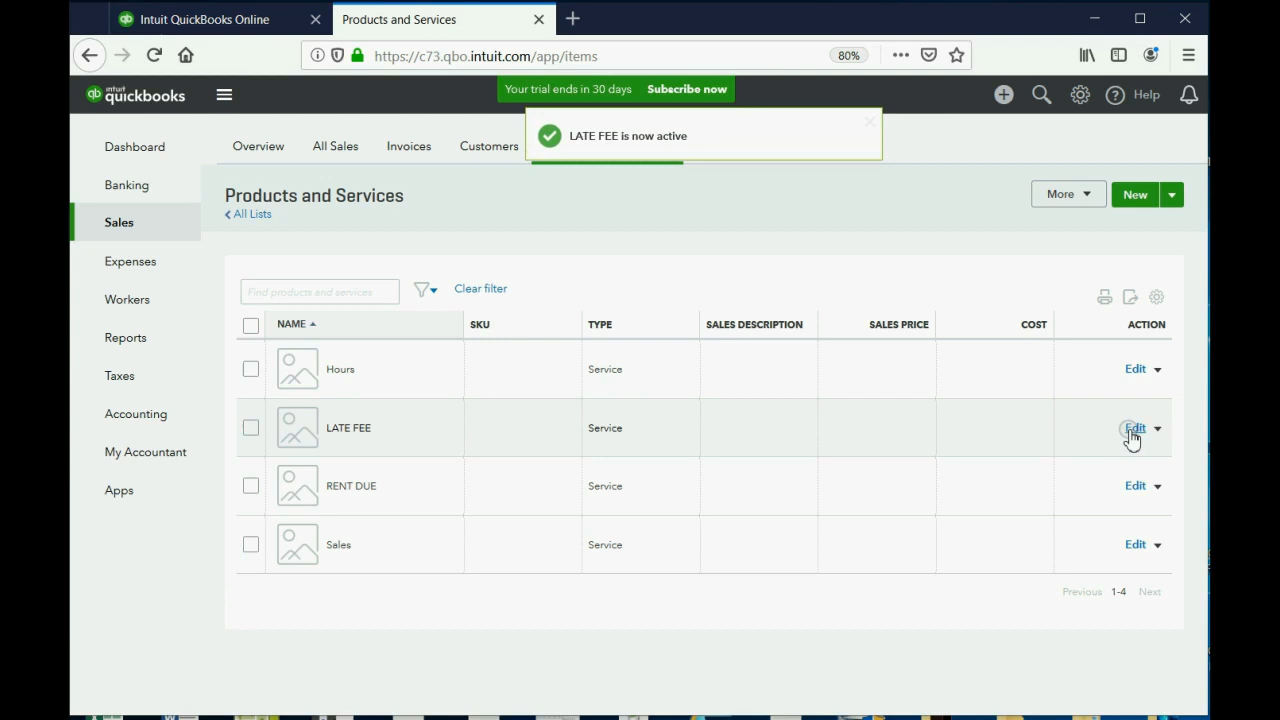 Intuit QuickBooks Online
Products and Services
https://c73.qbo.intuit.com/app/items
80%
intuit quickbooks
Your trial ends in 30 days Subscribe now
Help
LATE FEE is now active
Dashboard
Banking
Sales
Expenses
Workers
Reports
Taxes
Accounting
My Accountant
Apps
Overview All Sales Invoices Customers
Products and Services
All Lists
More
New
Find products and services
Clear filter
NAME SKU TYPE SALES DESCRIPTION SALES PRICE COST ACTION
Hours Service Edit
LATE FEE Service Edit
RENT DUE Service Edit
Sales Service Edit
Previous 1-4 Next